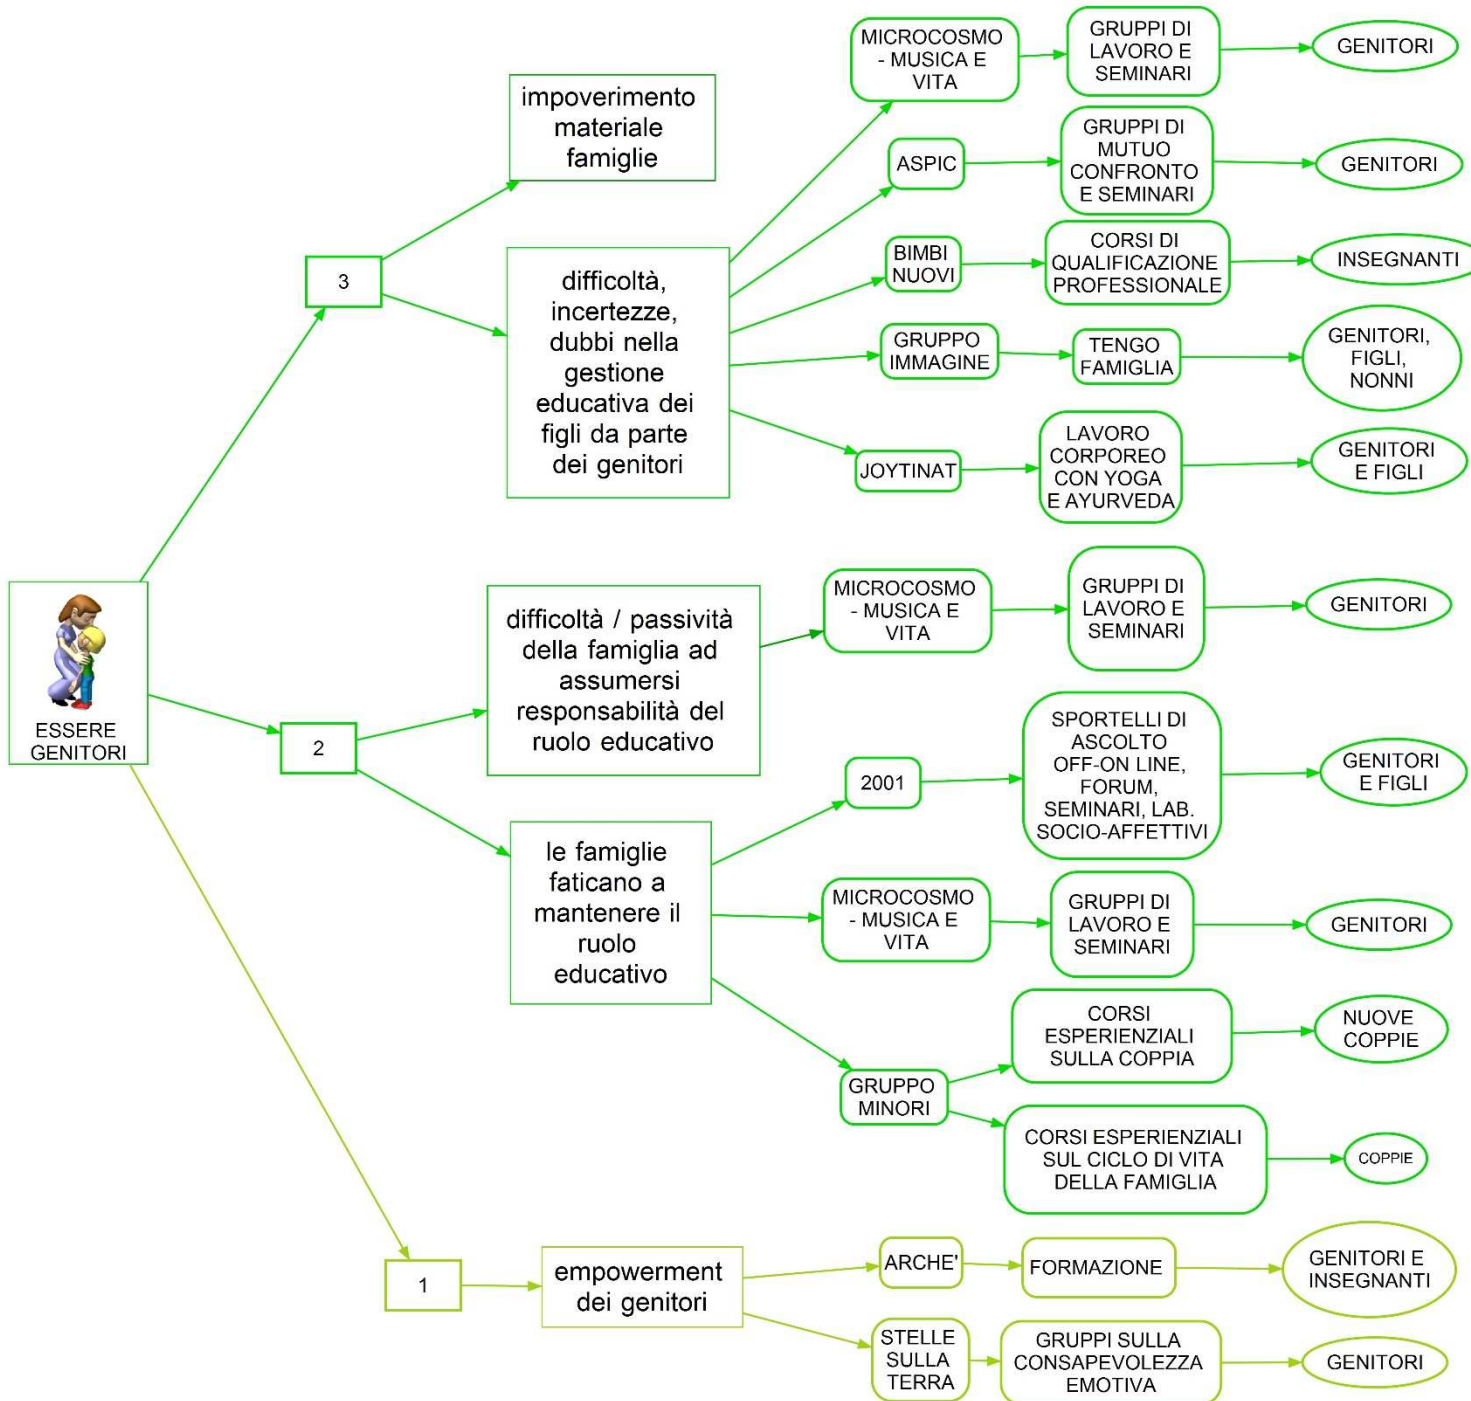 MICROCOSMO
- MUSICA E
VITA
GRUPPI DI
LAVORO E
SEMINARI
GENITORI
impoverimento
materiale
famiglie
ASPIC
GRUPPI DI
MUTUO
CONFRONTO
E SEMINARI
GENITORI
3
difficoltà,
incertezze,
dubbi nella
gestione
educativa dei
figli da parte
dei genitori
BIMBI
NUOVI
CORSI DI
QUALIFICAZIONE
PROFESSIONALE
INSEGNANTI
GRUPPO
IMMAGINE
TENGO
FAMIGLIA
GENITORI,
FIGLI,
NONNI
JOYTINAT
LAVORO
CORPOREO
CON YOGA
E AYURVEDA
GENITORI
E FIGLI
ESSERE
GENITORI
2
difficoltà / passività
della famiglia ad
assumersi
responsabilità del
ruolo educativo
MICROCOSMO
- MUSICA E
VITA
GRUPPI DI
LAVORO E
SEMINARI
GENITORI
le famiglie
faticano a
mantenere il
ruolo
educativo
2001
SPORTELLI DI
ASCOLTO
OFF-ON LINE,
FORUM,
SEMINARI, LAB.
SOCIO-AFFETTIVI
GENITORI
E FIGLI
MICROCOSMO
- MUSICA E
VITA
GRUPPI DI
LAVORO E
SEMINARI
GENITORI
GRUPPO
MINORI
CORSI
ESPERIENZIALI
SULLA COPPIA
NUOVE
COPPIE
CORSI ESPERIENZIALI
SUL CICLO DI VITA
DELLA FAMIGLIA
COPPIE
1
empowerment
dei genitori
ARCHE'
FORMAZIONE
GENITORI E
INSEGNANTI
STELLE
SULLA
TERRA
GRUPPI SULLA
CONSAPEVOLEZZA
EMOTIVA
GENITORI